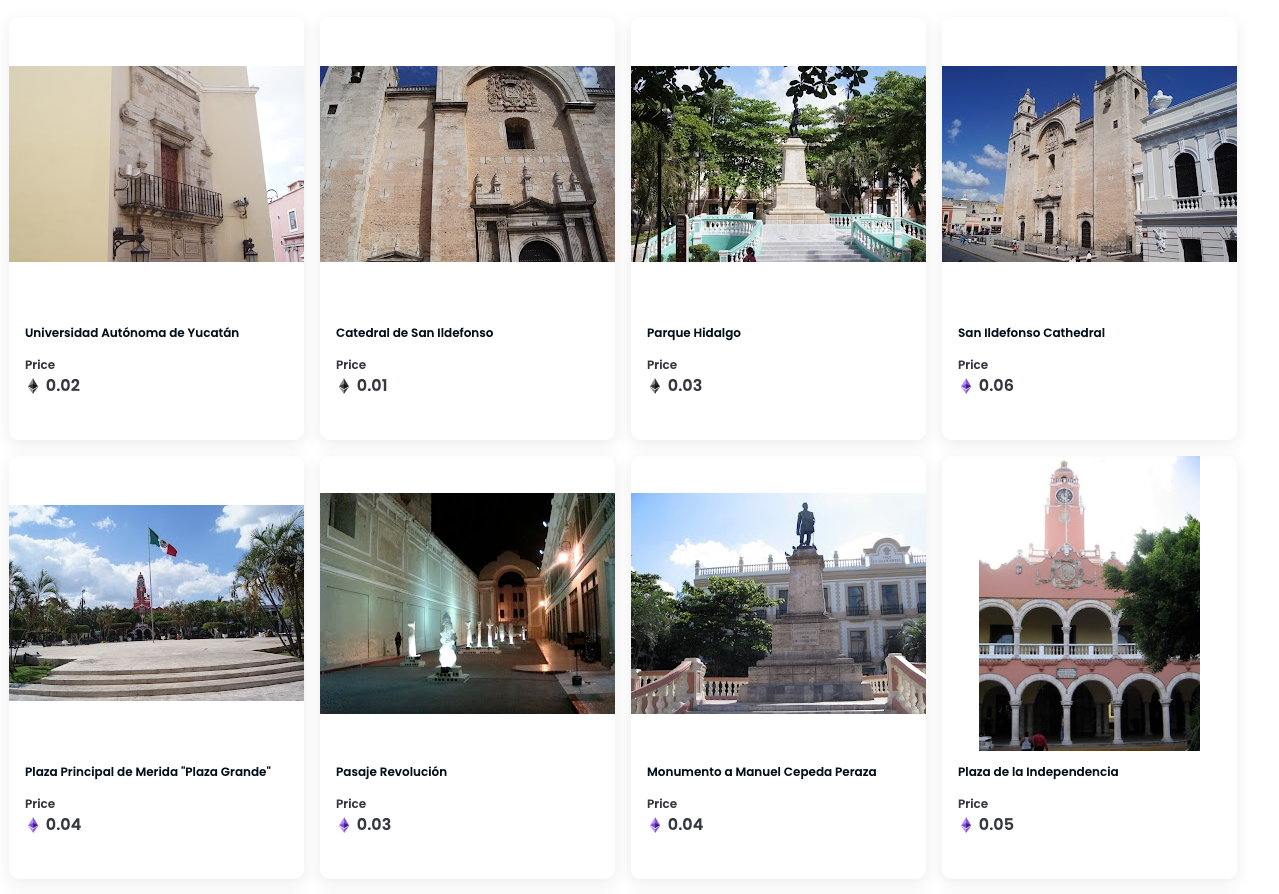 Universidad Autónoma de Yucatán
Price
0.02
Catedral de San Ildefonso
Price
0.01
Parque Hidalgo
Price
0.03
San Ildefonso Cathedral
Price
0.06
Plaza Principal de Merida "Plaza Grande"
Price
0.04
Pasaje Revolución
Price
0.03
Monumento a Manuel Cepeda Peraza
Price
0.04
Plaza de la Independencia
Price
0.05